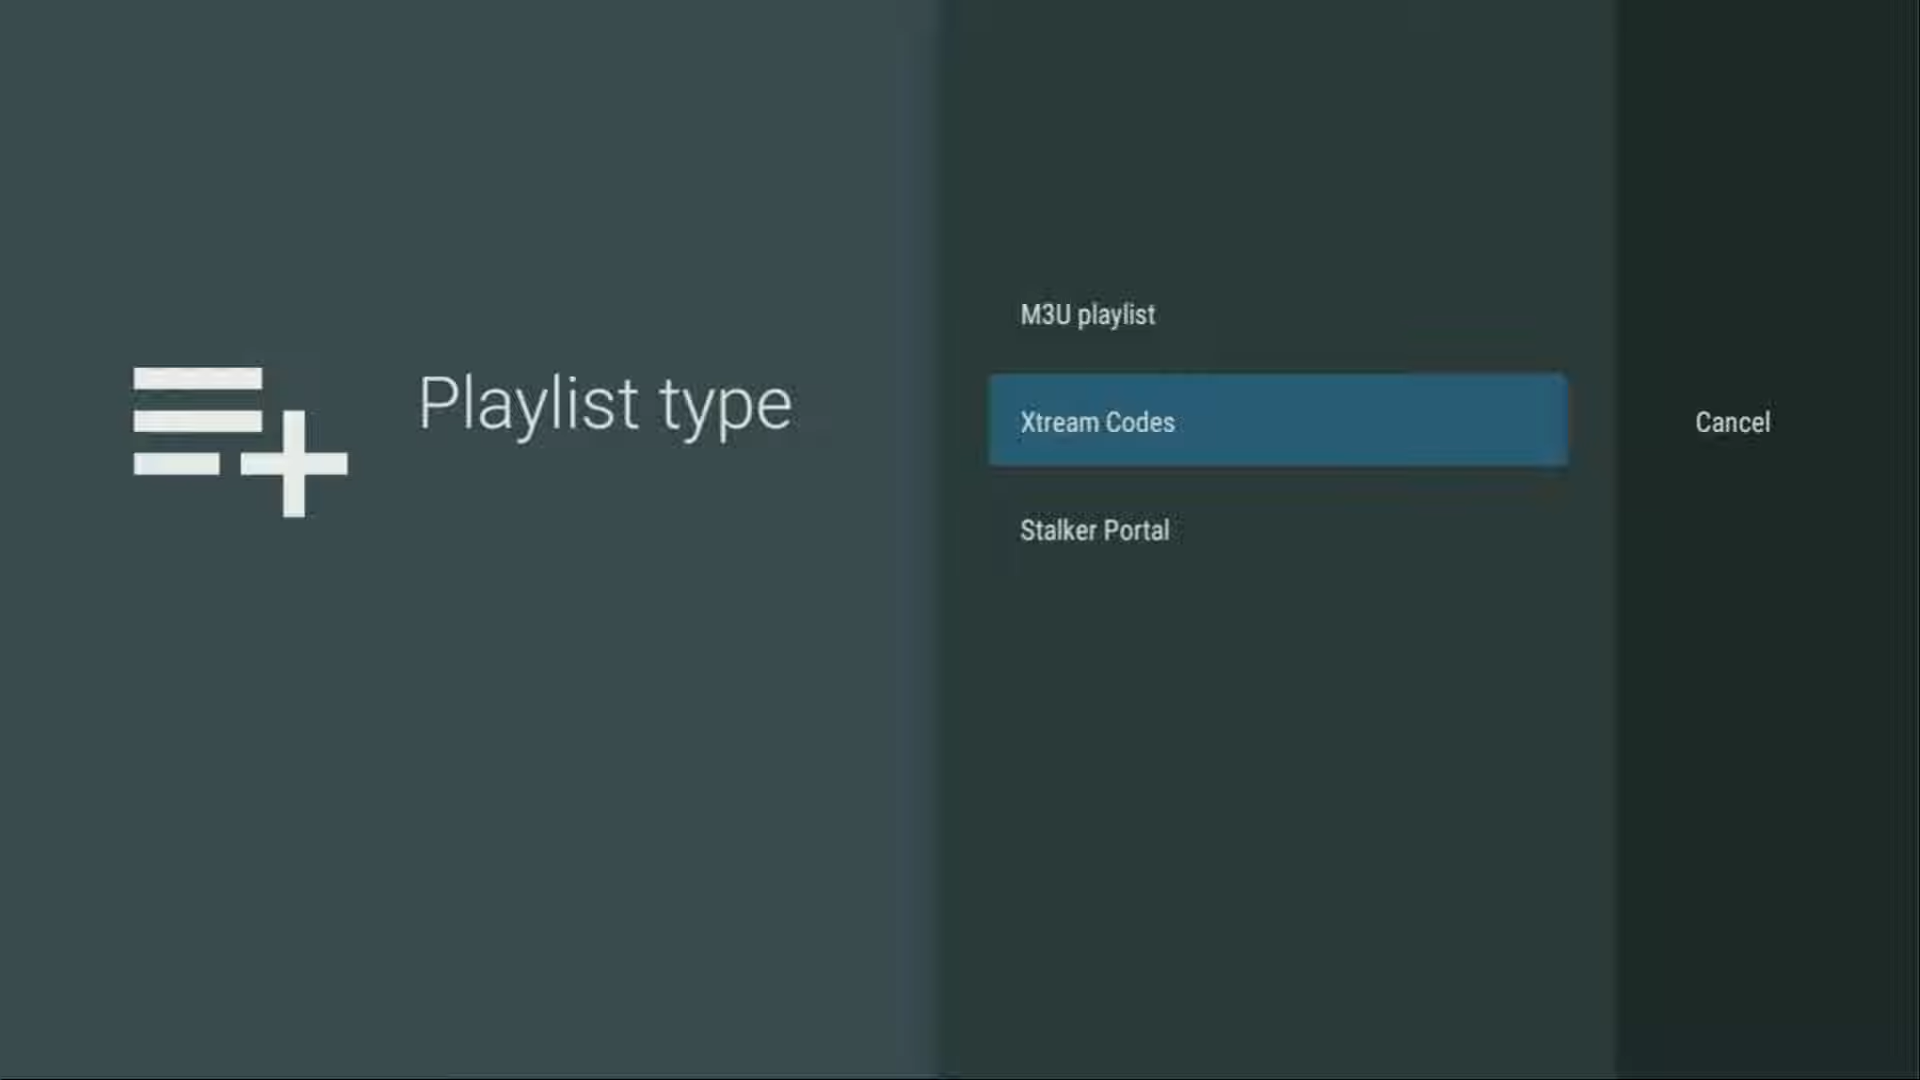 Playlist type
M3U playlist
Xtream Codes
Stalker Portal
Cancel